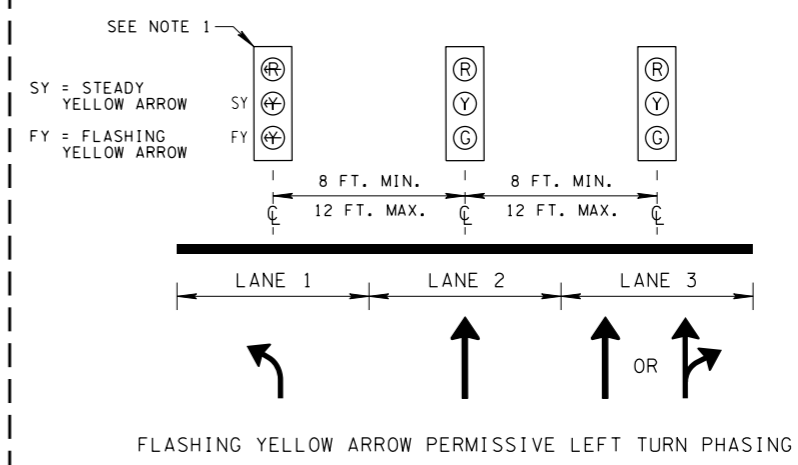 SEE NOTE 1
SY = STEADY
YELLOW ARROW
FY = FLASHING
YELLOW ARROW
R
SY Y
FY Y
R
Y
G
R
Y
G
8 FT. MIN. 8 FT. MIN.
℄ 12 FT. MAX. ℄ 12 FT. MAX. ℄
LANE 1 LANE 2 LANE 3
OR
FLASHING YELLOW ARROW PERMISSIVE LEFT TURN PHASING